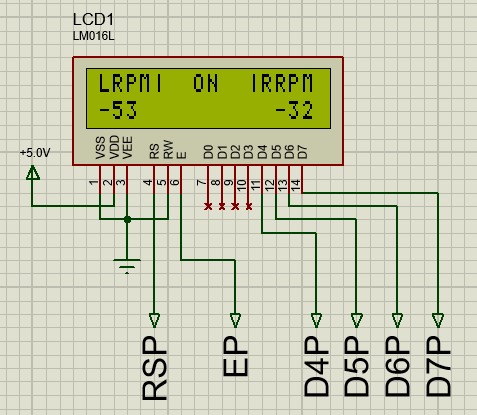 LCD1
LM016L
LRPM| ON |RRPM
-53 -32
+5.0V
VSS VDD VEE RS RW E D0 D1 D2 D3 D4 D5 D6 D7
1 2 3 4 5 6 7 8 9 10 11 12 13 14
RSP EP D4P D5P D6P D7P